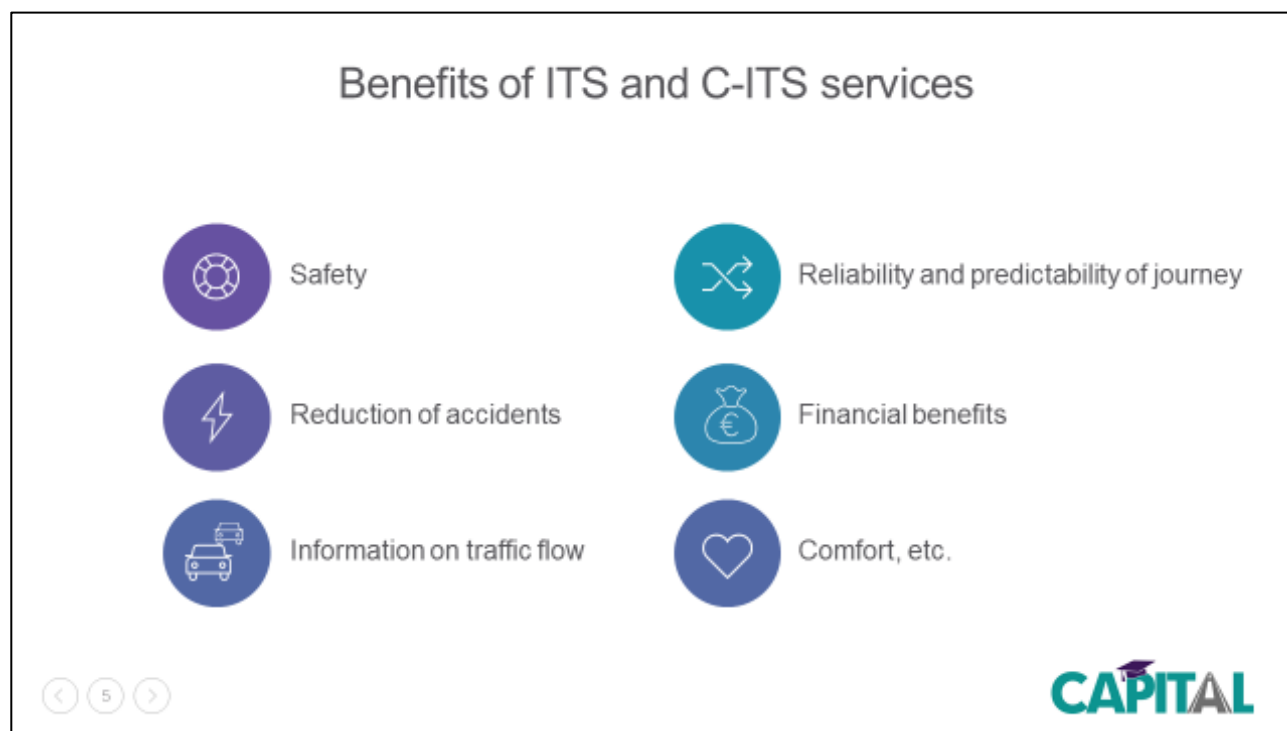 Benefits of ITS and C-ITS services
Safety
Reliability and predictability of journey
Reduction of accidents
€
Financial benefits
Information on traffic flow
Comfort, etc.
5
CAPITAL